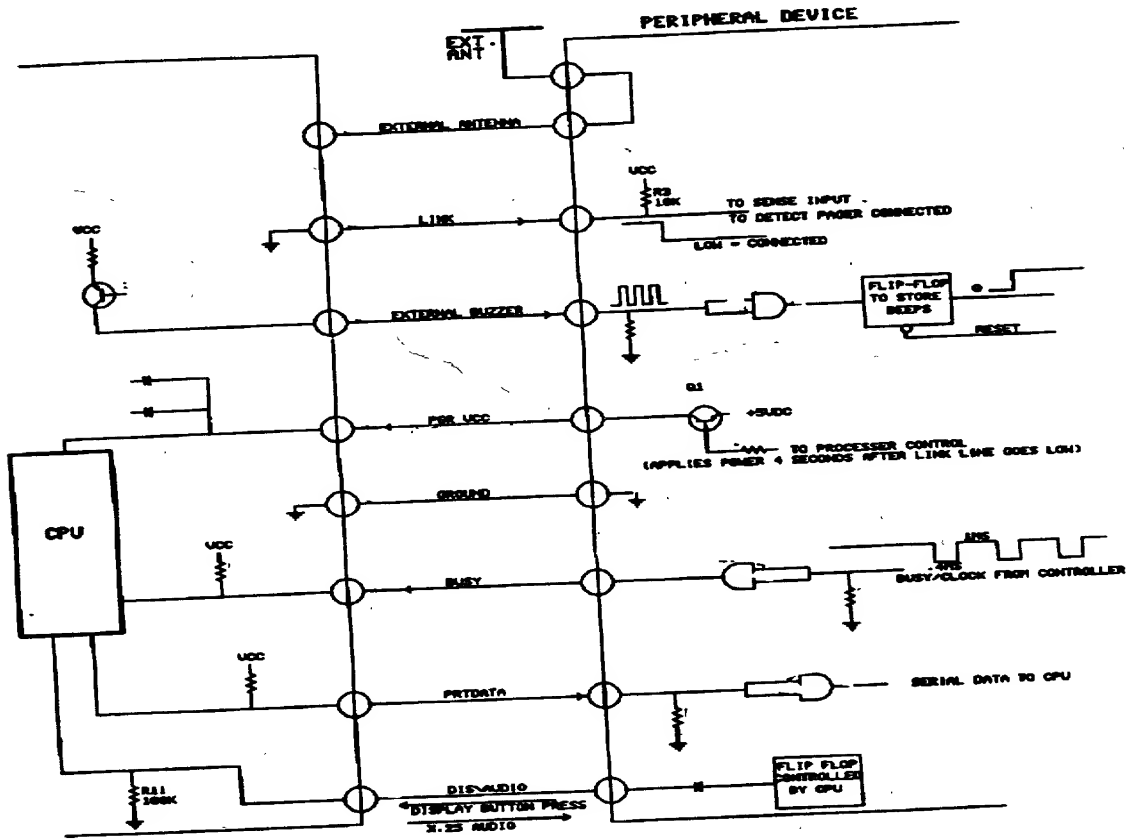 PERIPHERAL DEVICE
EXT.
ANT
EXTERNAL ANTENNA
VCC
R3
10K
TO SENSE INPUT
TO DETECT PAGER CONNECTED
LINK
LOW = CONNECTED
VCC
EXTERNAL BUZZER
FLIP-FLOP
TO STORE
BEEPS
RESET
Q1
+5VDC
PGR VCC
TO PROCESSER CONTROL
(APPLIES POWER 4 SECONDS AFTER LINK LINE GOES LOW)
GROUND
CPU
VCC
BUSY
1MS
.4MS
BUSY/CLOCK FROM CONTROLLER
VCC
PRTDATA
SERIAL DATA TO CPU
R11
100K
DIS\AUDIO
DISPLAY BUTTON PRESS
X.25 AUDIO
FLIP FLOP
CONTROLLED
BY CPU